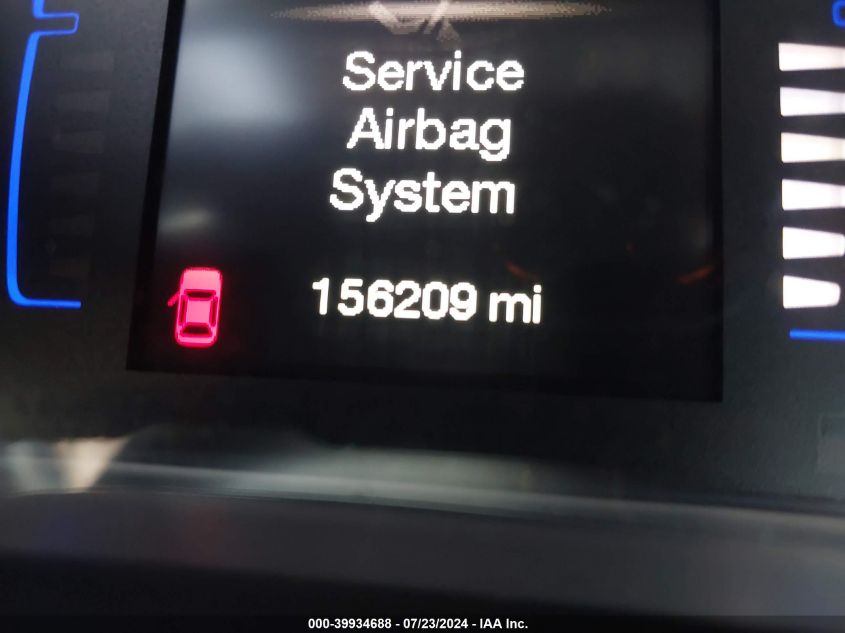 Service
Airbag
System
156209 mi
000-39934688 - 07/23/2024 - IAA Inc.